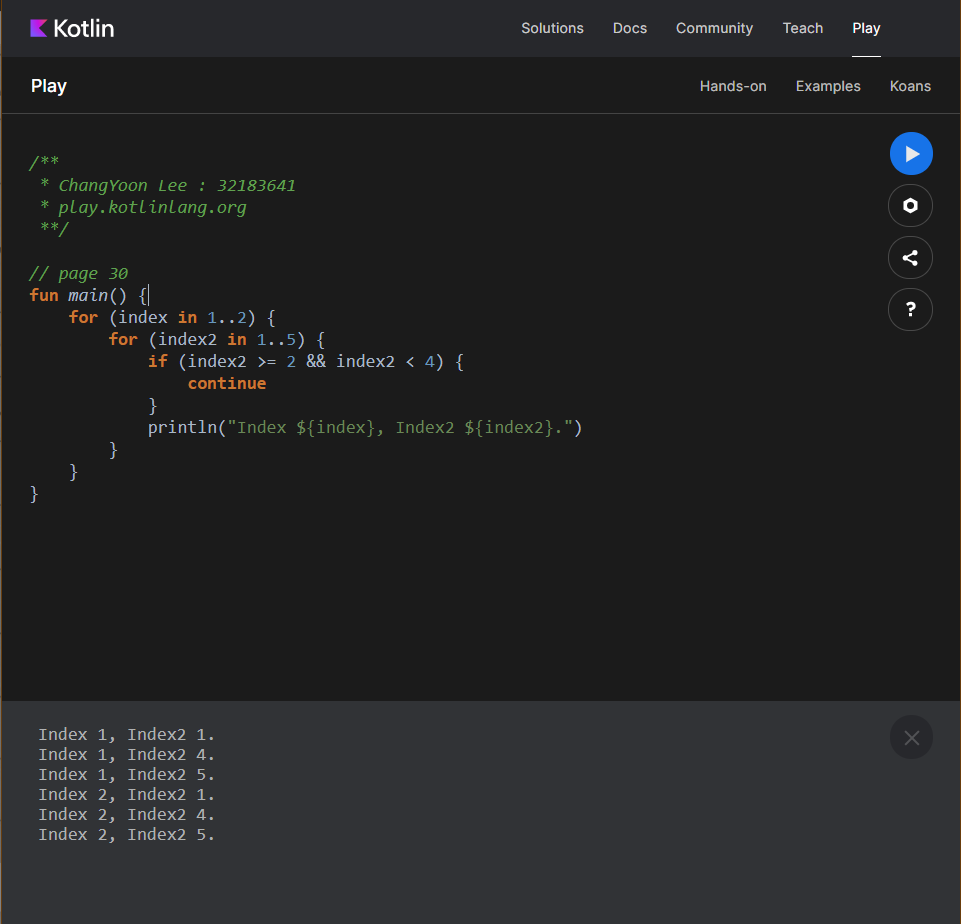 Kotlin Solutions Docs Community Teach Play
Play Hands-on Examples Koans
/**
 * ChangYoon Lee : 32183641
 * play.kotlinlang.org
 **/
// page 30
fun main() {
    for (index in 1..2) {
        for (index2 in 1..5) {
            if (index2 >= 2 && index2 < 4) {
                continue
            }
            println("Index ${index}, Index2 ${index2}.")
        }
    }
}
?
Index 1, Index2 1.
Index 1, Index2 4.
Index 1, Index2 5.
Index 2, Index2 1.
Index 2, Index2 4.
Index 2, Index2 5.